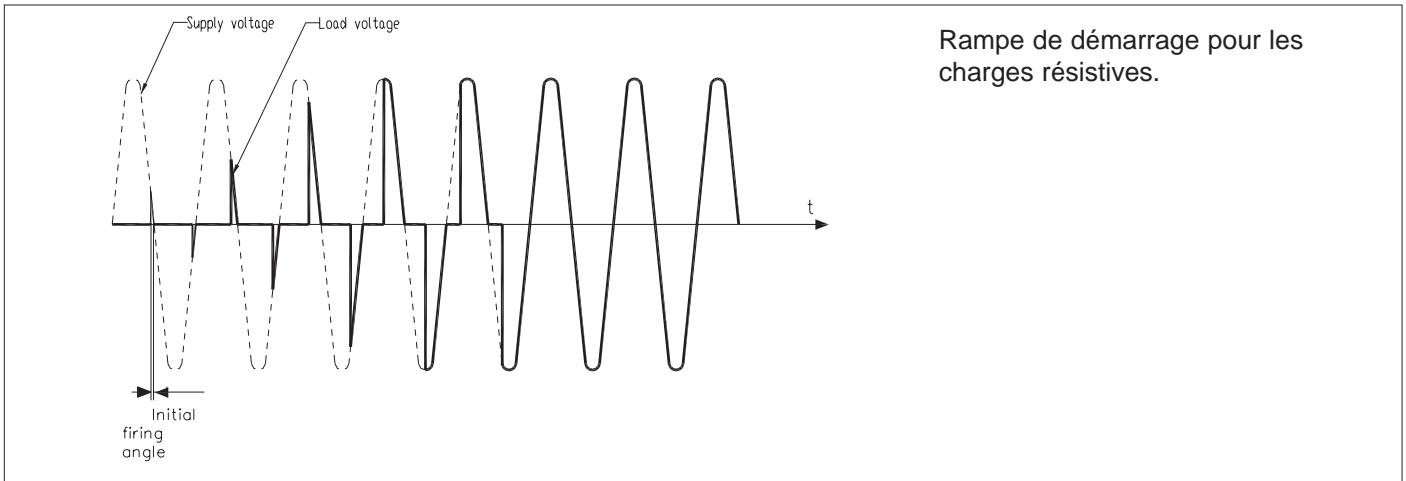 Supply voltage
Load voltage
Rampe de démarrage pour les
charges résistives.
t
Initial
firing
angle